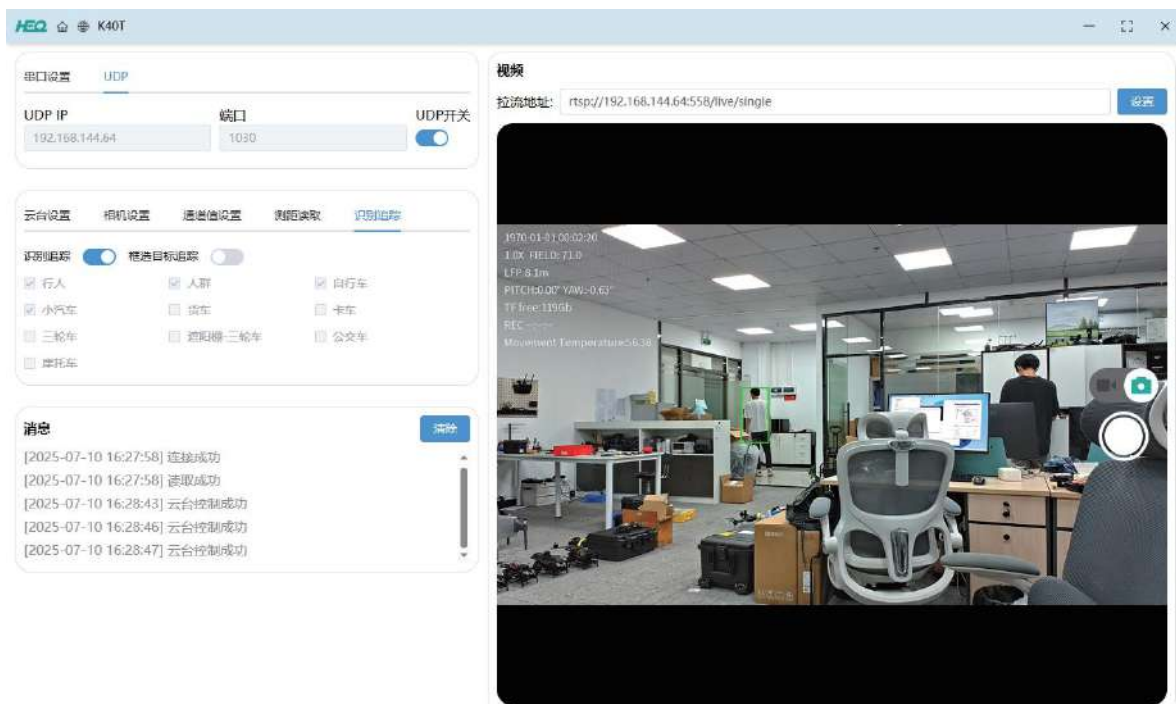 HEQ K40T
串口设置 UDP
UDP IP 端口 UDP开关
192.168.144.64 1030
云台设置 相机设置 通道值设置 测距读取 识别追踪
识别追踪 框选目标追踪
行人 人群 自行车
小汽车 货车 卡车
三轮车 遮阳棚-三轮车 公交车
摩托车
消息 清除
[2025-07-10 16:27:58] 连接成功
[2025-07-10 16:27:58] 读取成功
[2025-07-10 16:28:43] 云台控制成功
[2025-07-10 16:28:46] 云台控制成功
[2025-07-10 16:28:47] 云台控制成功
视频
拉流地址: rtsp://192.168.144.64:558/live/single 设置
1970-01-01 00:02:20
1.0X FIELD: 71.0
LFP 8.1m
PITCH:0.00° YAW:-0.63°
TF free:119Gb
REC --:--:--
Movement Temperature:56.38